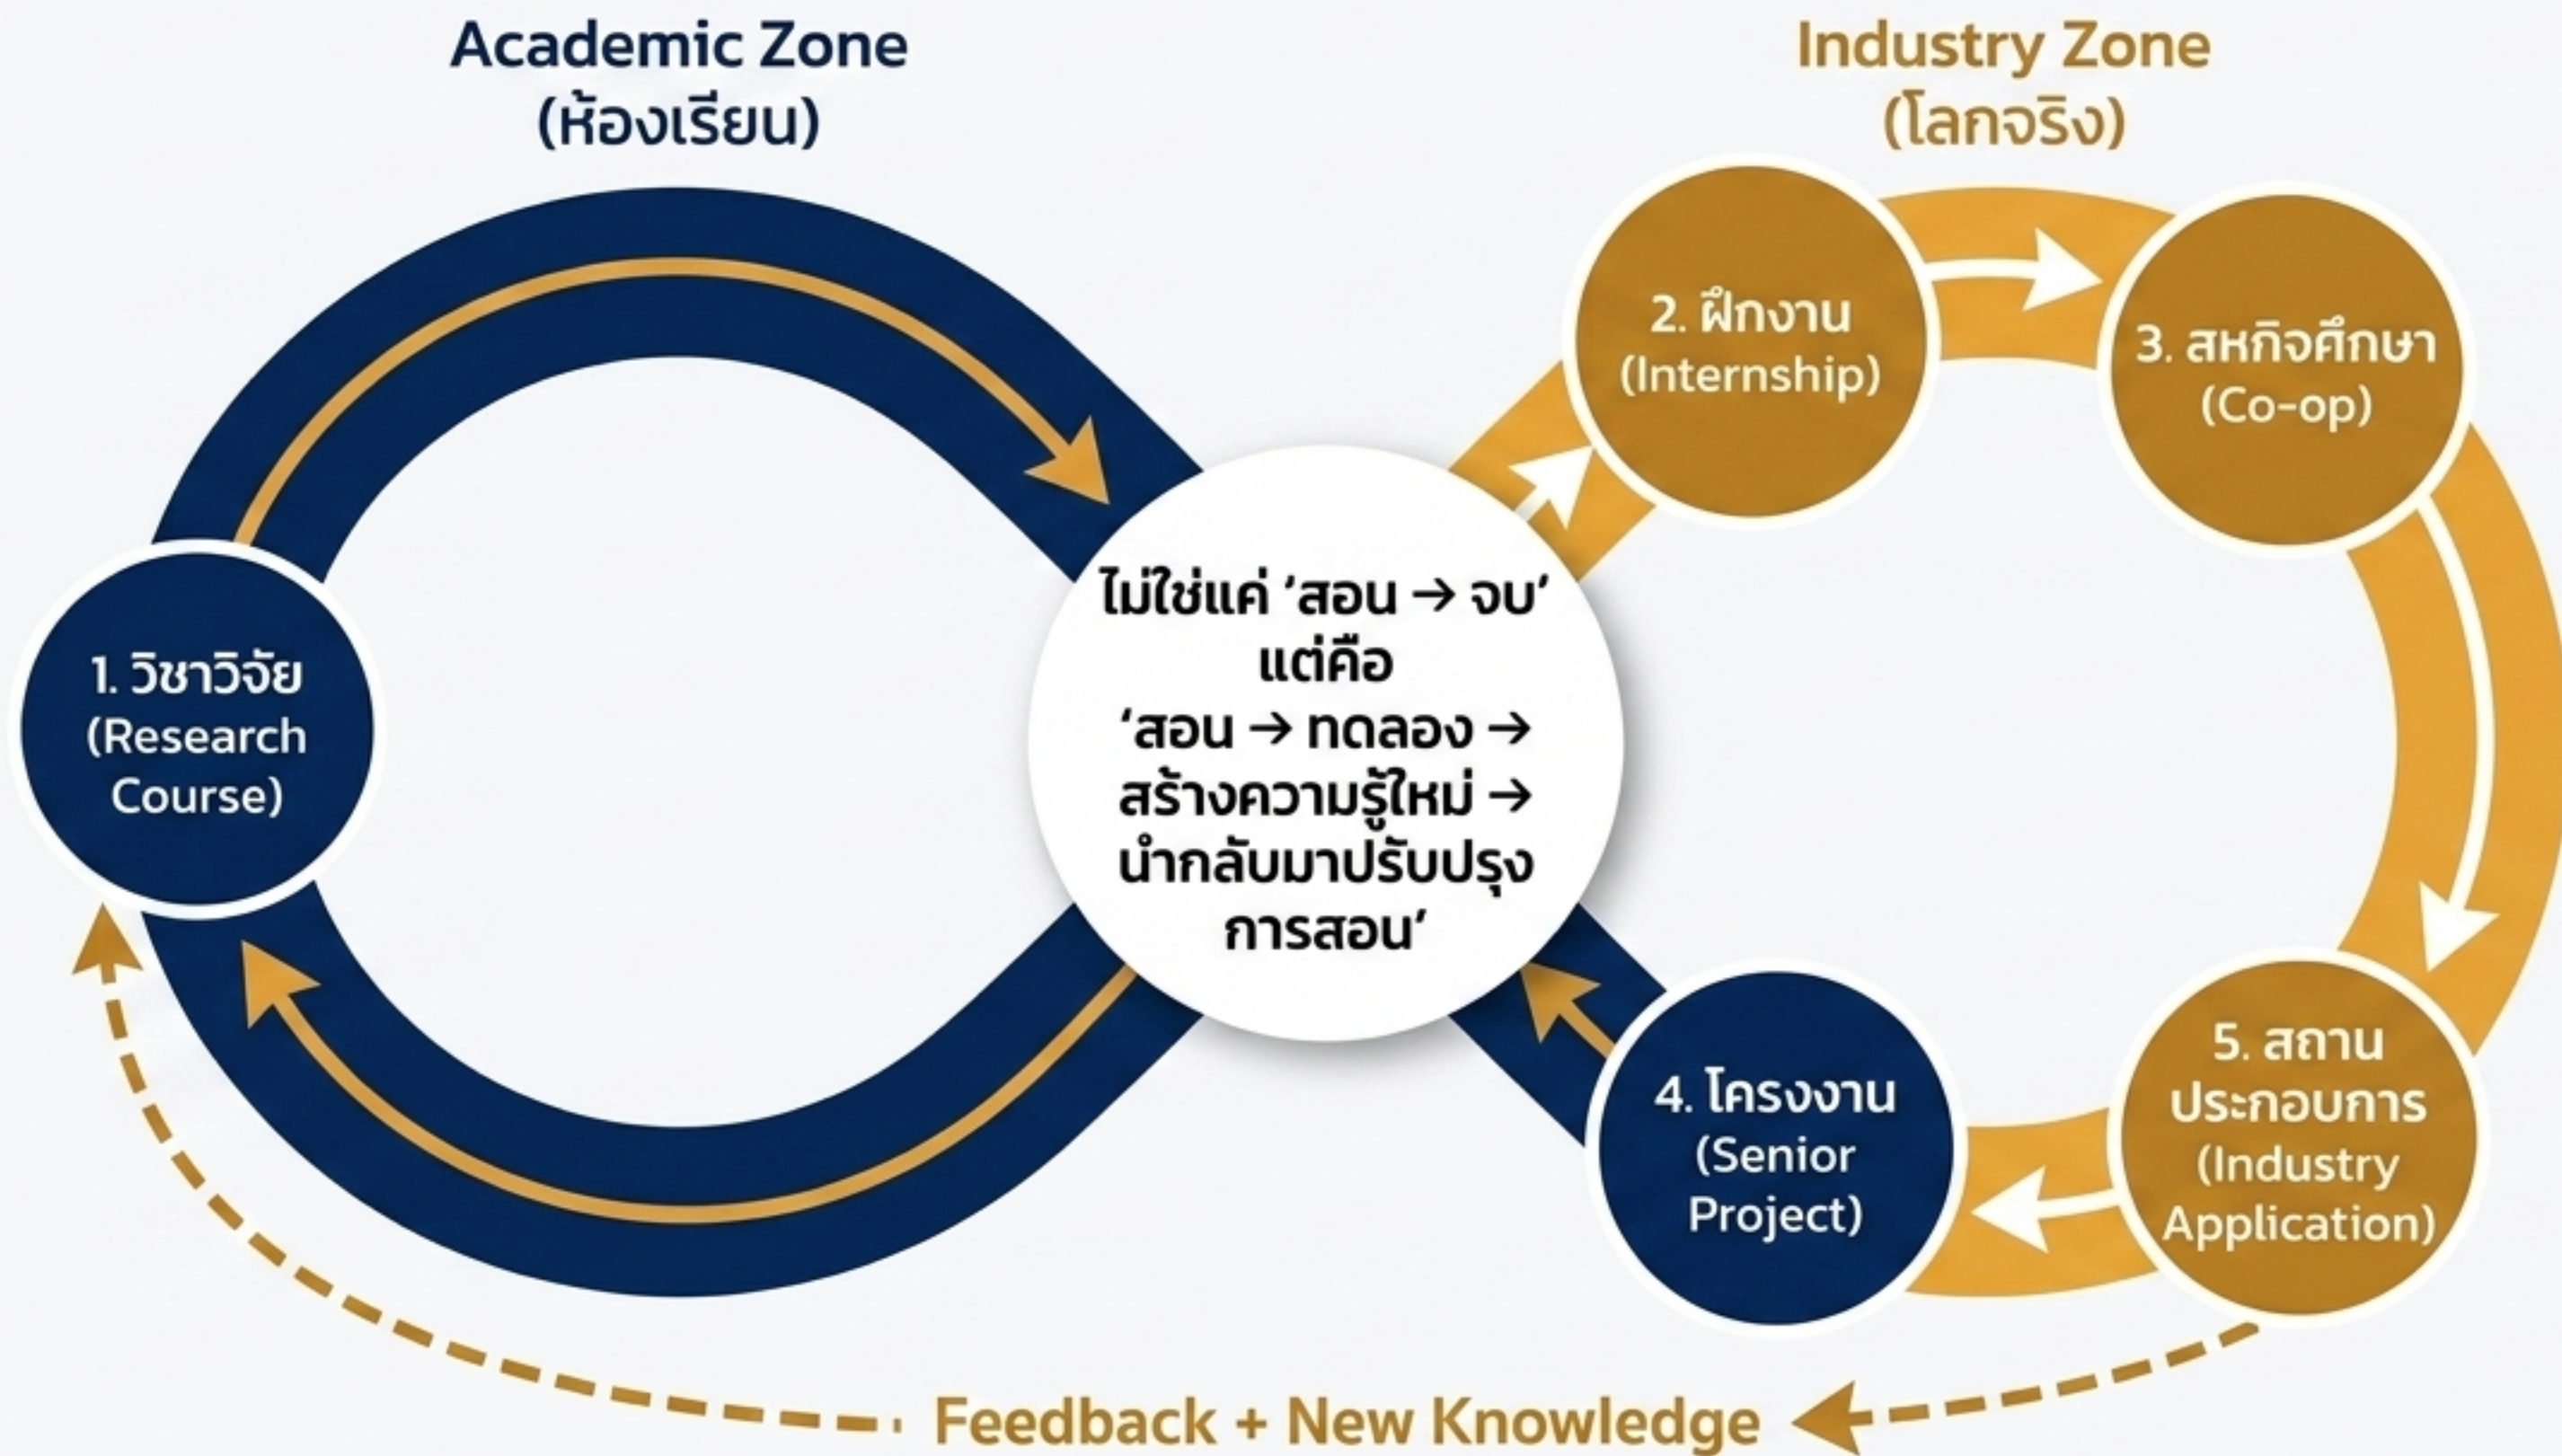 Academic Zone
(ห้องเรียน)
Industry Zone
(โลกจริง)
1. วิชาวิจัย
(Research
Course)
ไม่ใช่แค่ ‘สอน → จบ’
แต่คือ
‘สอน → ทดลอง →
สร้างความรู้ใหม่ →
นำกลับมาปรับปรุง
การสอน’
2. ฝึกงาน
(Internship)
3. สหกิจศึกษา
(Co-op)
4. โครงงาน
(Senior
Project)
5. สถาน
ประกอบการ
(Industry
Application)
Feedback + New Knowledge